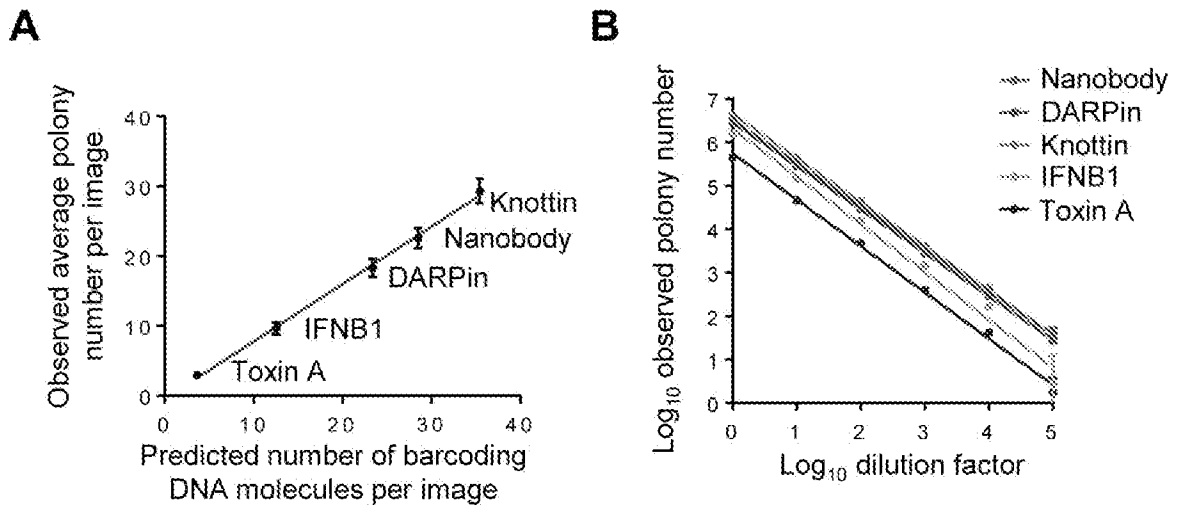 A
Observed average polony
number per image
40
30
20
10
0
Knottin
Nanobody
DARPin
IFNB1
Toxin A
0 10 20 30 40
Predicted number of barcoding
DNA molecules per image
B
Log10 observed polony number
7
6
5
4
3
2
1
0
Nanobody
DARPin
Knottin
IFNB1
Toxin A
0 1 2 3 4 5
Log10 dilution factor